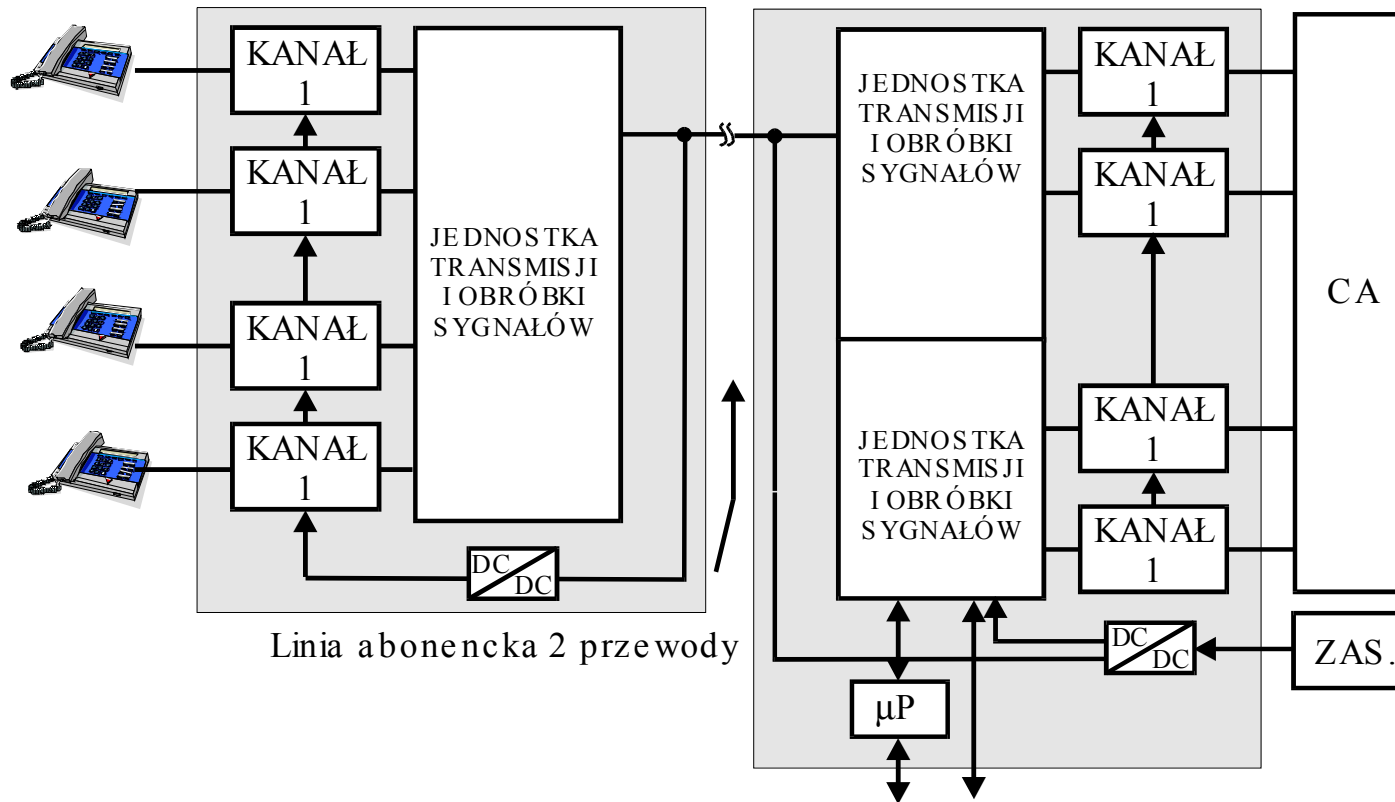 KANAŁ
1
KANAŁ
1
KANAŁ
1
KANAŁ
1
JEDNOSTKA
TRANSMISJI
I OBRÓBKI
SYGNAŁÓW
DC
DC
Linia abonencka 2 przewody
JEDNOSTKA
TRANSMISJI
I OBRÓBKI
SYGNAŁÓW
JEDNOSTKA
TRANSMISJI
I OBRÓBKI
SYGNAŁÓW
KANAŁ
1
KANAŁ
1
KANAŁ
1
KANAŁ
1
CA
DC
DC
ZAS.
µP